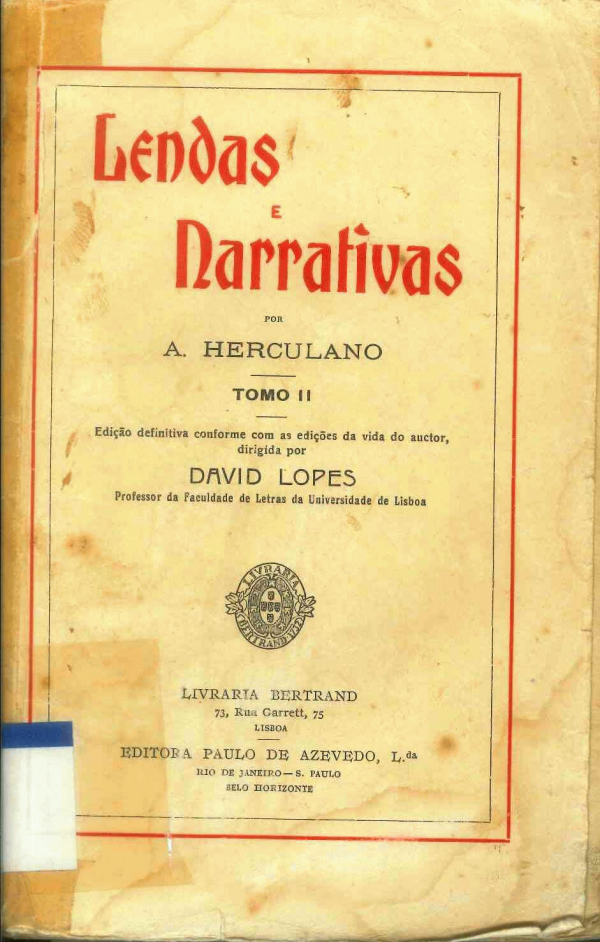 Lendas
E
Narrativas
POR
A. HERCULANO
TOMO II
Edição definitiva conforme com as edições da vida do auctor,
dirigida por
DAVID LOPES
Professor da Faculdade de Letras da Universidade de Lisboa
LIVRARIA
BERTRAND-1732
LIVRARIA BERTRAND
73, Rua Garrett, 75
LISBOA
EDITORA PAULO DE AZEVEDO, L.da
RIO DE JANEIRO — S. PAULO
BELO HORIZONTE